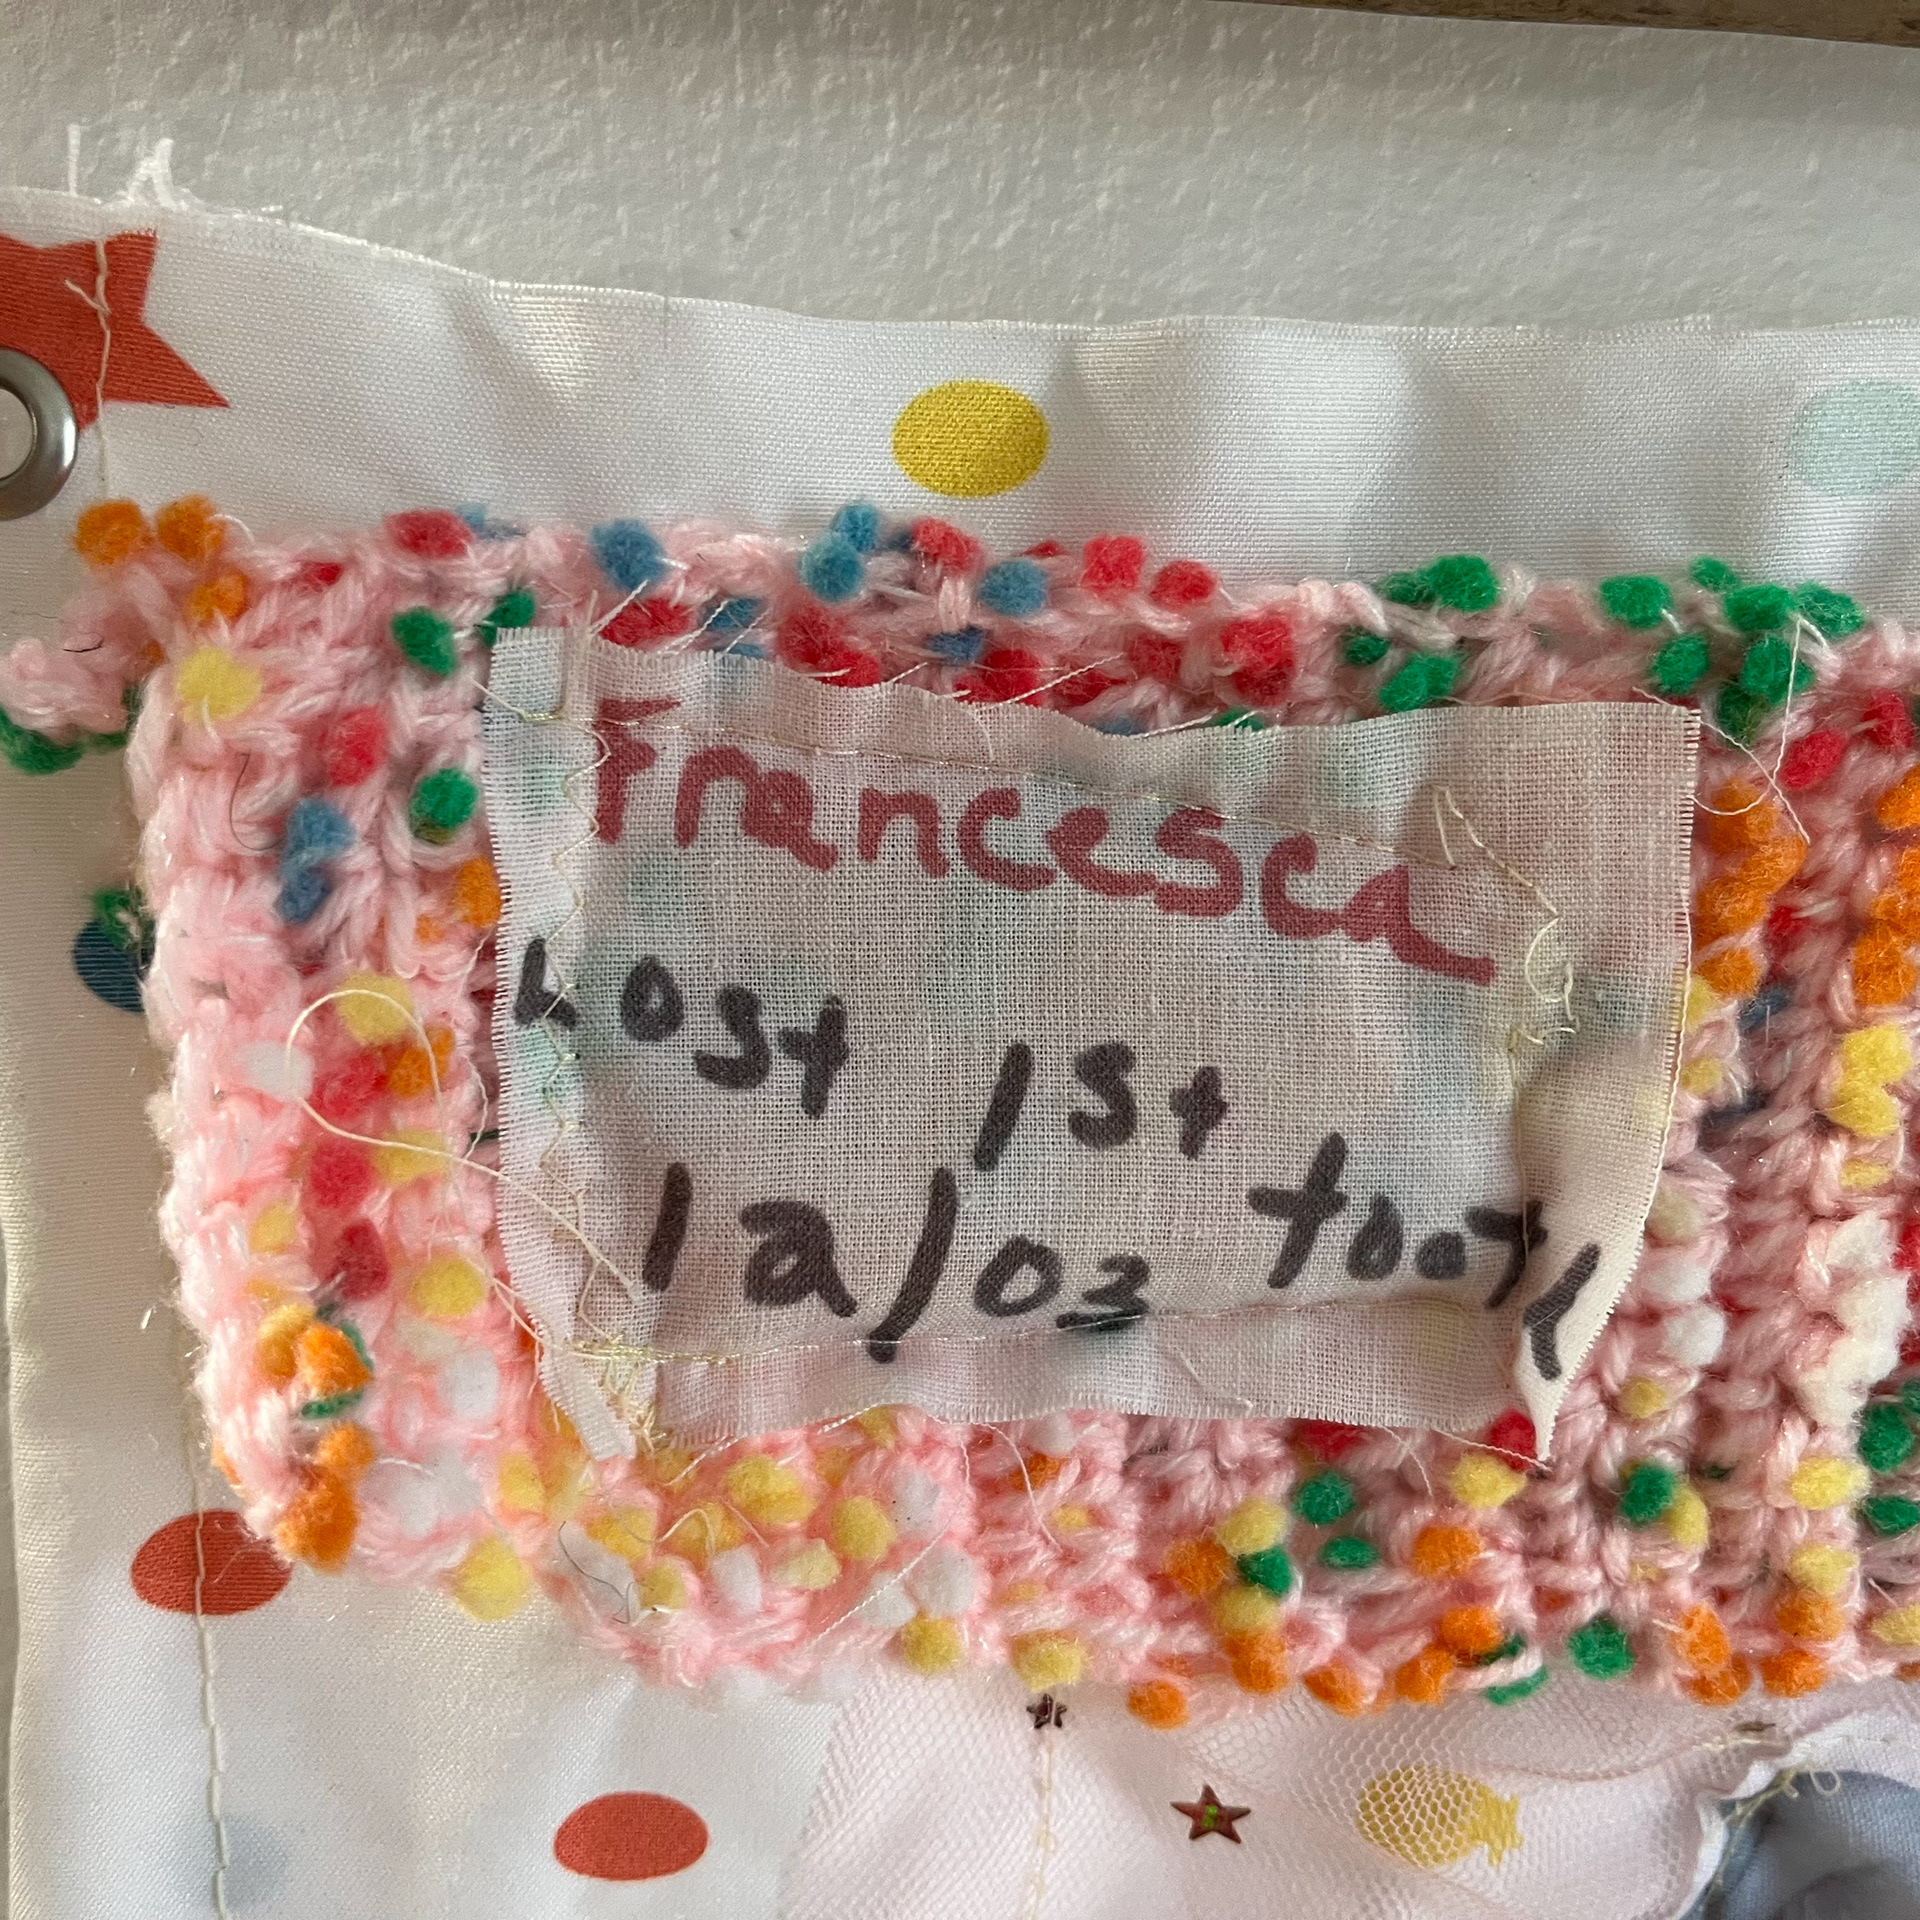 Francesca
Lost 1st
12/03 tooth